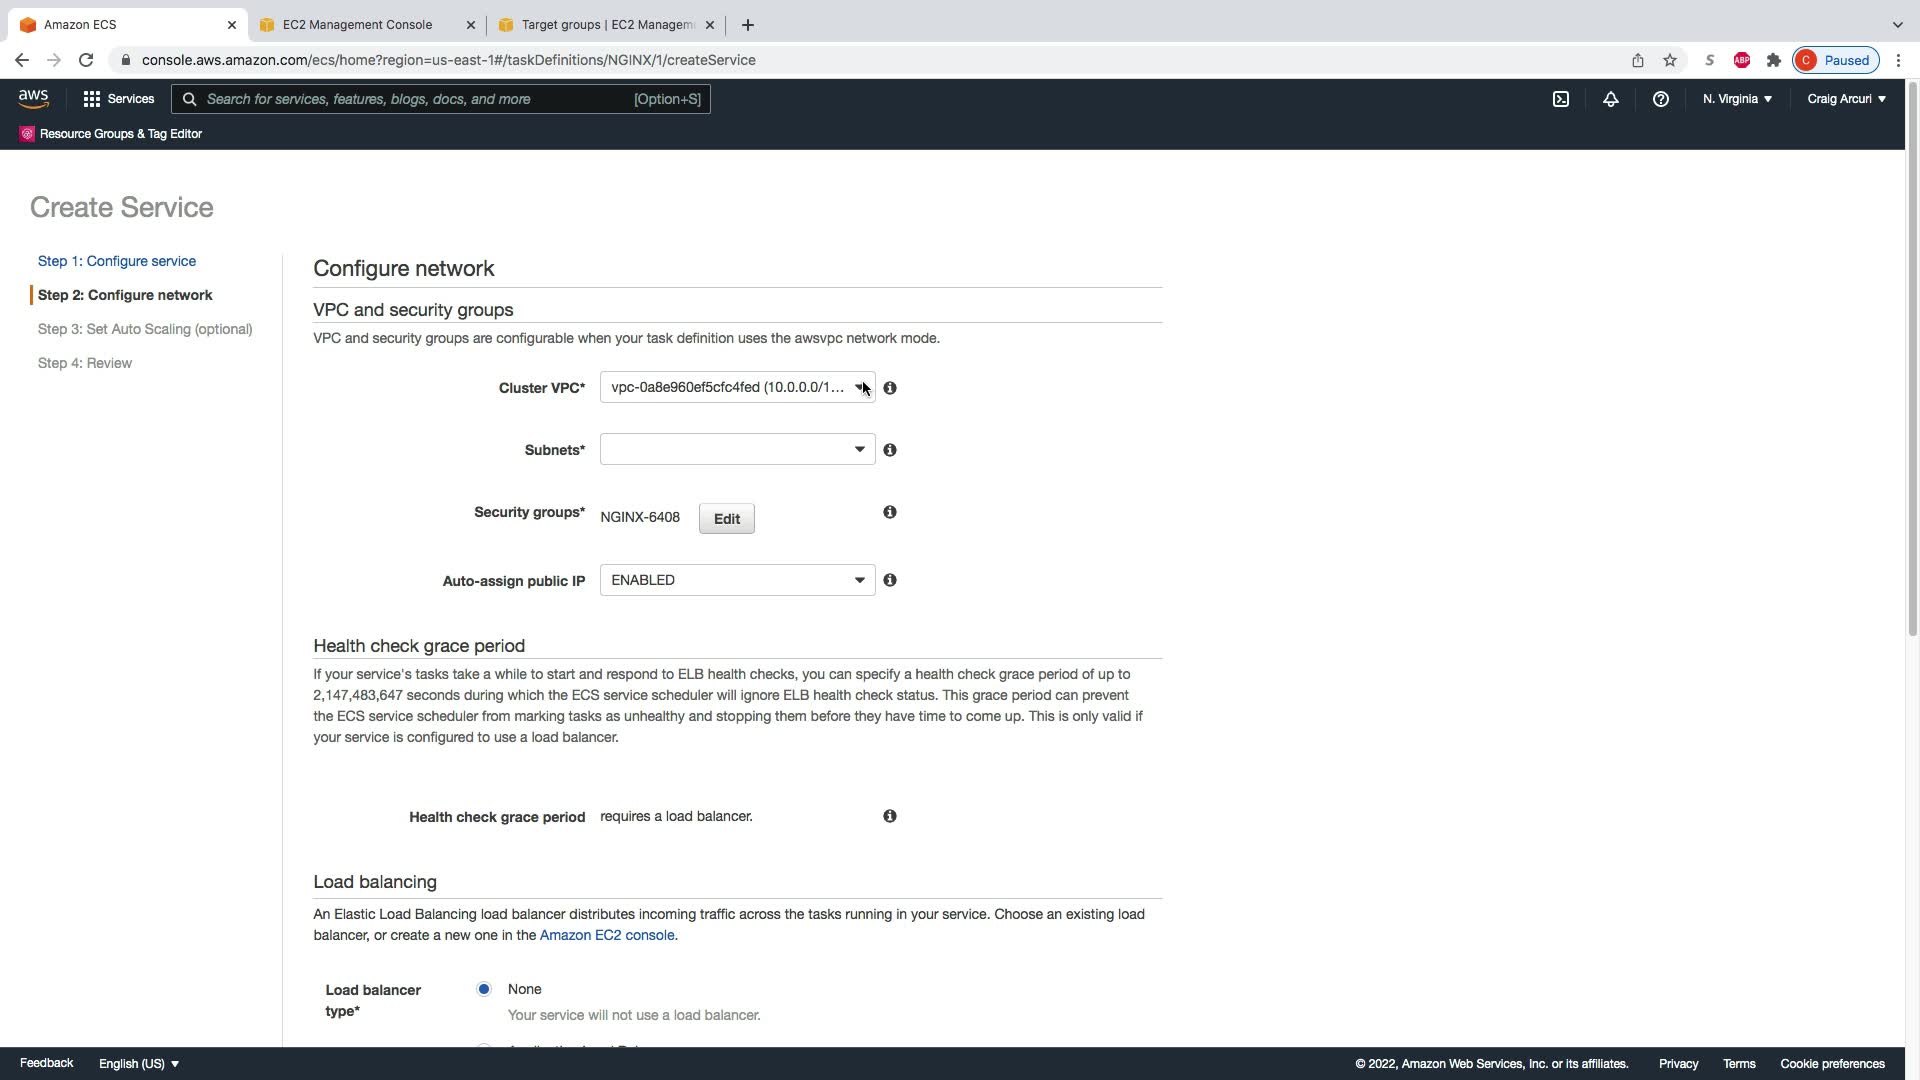 Amazon ECS
EC2 Management Console
Target groups | EC2 Managem
console.aws.amazon.com/ecs/home?region=us-east-1#/taskDefinitions/NGINX/1/createService
S
ABP
C Paused
aws
Services
Search for services, features, blogs, docs, and more [Option+S]
N. Virginia
Craig Arcuri
Resource Groups & Tag Editor
Create Service
Step 1: Configure service
Step 2: Configure network
Step 3: Set Auto Scaling (optional)
Step 4: Review
Configure network
VPC and security groups
VPC and security groups are configurable when your task definition uses the awsvpc network mode.
Cluster VPC* vpc-0a8e960ef5cfc4fed (10.0.0.0/1...
Subnets*
Security groups* NGINX-6408 Edit
Auto-assign public IP ENABLED
Health check grace period
If your service's tasks take a while to start and respond to ELB health checks, you can specify a health check grace period of up to
2,147,483,647 seconds during which the ECS service scheduler will ignore ELB health check status. This grace period can prevent
the ECS service scheduler from marking tasks as unhealthy and stopping them before they have time to come up. This is only valid if
your service is configured to use a load balancer.
Health check grace period requires a load balancer.
Load balancing
An Elastic Load Balancing load balancer distributes incoming traffic across the tasks running in your service. Choose an existing load
balancer, or create a new one in the Amazon EC2 console.
Load balancer
type*
None
Your service will not use a load balancer.
Feedback
English (US)
© 2022, Amazon Web Services, Inc. or its affiliates.
Privacy
Terms
Cookie preferences